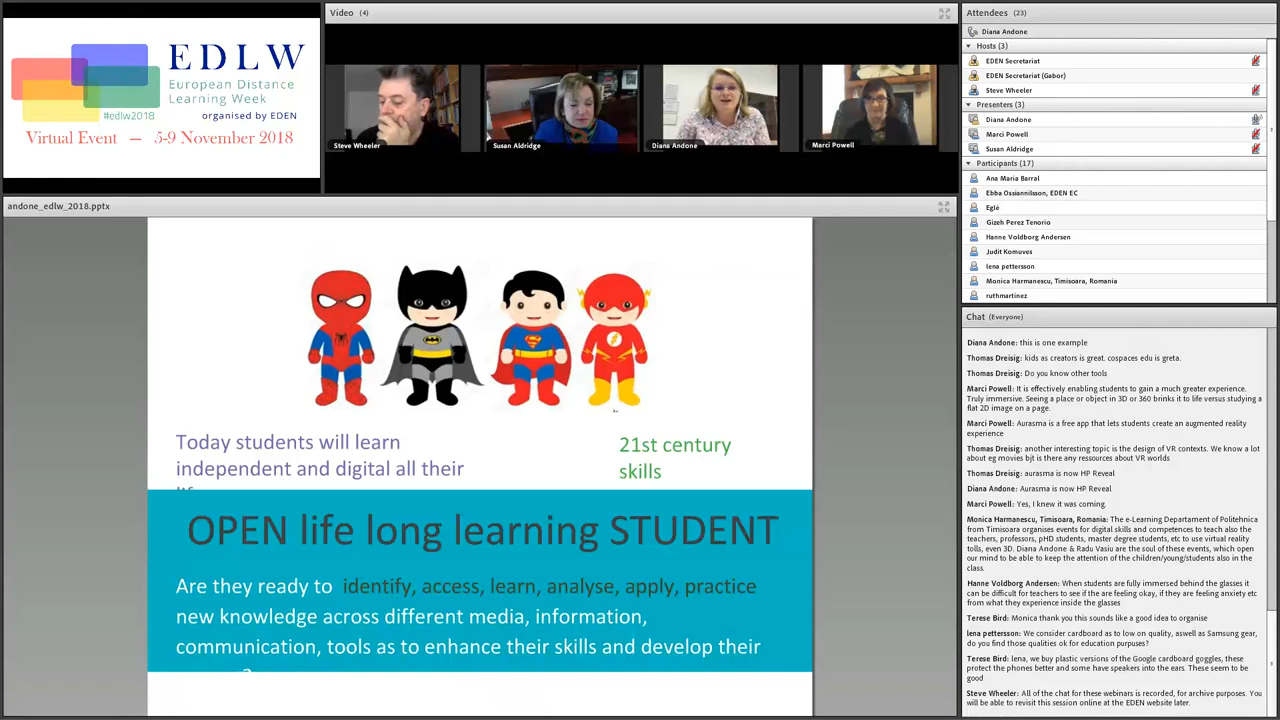 EDLW
European Distance
Learning Week
#edlw2018
organised by EDEN
Virtual Event — 5-9 November 2018
Video (4)
Steve Wheeler
Susan Aldridge
Diana Andone
Marci Powell
andone_edlw_2018.pptx
Today students will learn
independent and digital all their
21st century
skills
OPEN life long learning STUDENT
Are they ready to identify, access, learn, analyse, apply, practice
new knowledge across different media, information,
communication, tools as to enhance their skills and develop their
Attendees (23)
Diana Andone
Hosts (3)
EDEN Secretariat
EDEN Secretariat (Gabor)
Steve Wheeler
Presenters (3)
Diana Andone
Marci Powell
Susan Aldridge
Participants (17)
Ana Maria Barral
Ebba Ossiannilsson, EDEN EC
Eglė
Gizeh Perez Tenorio
Hanne Voldborg Andersen
Judit Komuves
lena pettersson
Monica Harmanescu, Timisoara, Romania
ruthmartinez
Chat (Everyone)
Diana Andone: this is one example
Thomas Dreisig: kids as creators is great. cospaces edu is greta.
Thomas Dreisig: Do you know other tools
Marci Powell: It is effectively enabling students to gain a much greater experience.
Truly immersive. Seeing a place or object in 3D or 360 brinks it to life versus studying a
flat 2D image on a page.
Marci Powell: Aurasma is a free app that lets students create an augmented reality
experience
Thomas Dreisig: another interesting topic is the design of VR contexts. We know a lot
about eg movies bjt is there any ressources about VR worlds
Thomas Dreisig: aurasma is now HP Reveal
Diana Andone: Aurasma is now HP Reveal
Marci Powell: Yes, I knew it was coming.
Monica Harmanescu, Timisoara, Romania: The e-Learning Departament of Politehnica
from Timisoara organises events for digital skills and competences to teach also the
teachers, professors, pHD students, master degree students, etc to use virtual reality
tolls, even 3D. Diana Andone & Radu Vasiu are the soul of these events, which open
our mind to be able to keep the attention of the children/young/students also in the
class.
Hanne Voldborg Andersen: When students are fully immersed behind the glasses it
can be difficult for teachers to see if the are feeling okay, if they are feeling anxiety etc
from what they experience inside the glasses
Terese Bird: Monica thank you this sounds like a good idea to organise
lena pettersson: We consider cardboard as to low on quality, aswell as Samsung gear,
do you find those qualities ok for education purpuses?
Terese Bird: lena, we buy plastic versions of the Google cardboard goggles, these
protect the phones better and some have speakers into the ears. These seem to be
good
Steve Wheeler: All of the chat for these webinars is recorded, for archive purposes. You
will be able to revisit this session online at the EDEN website later.